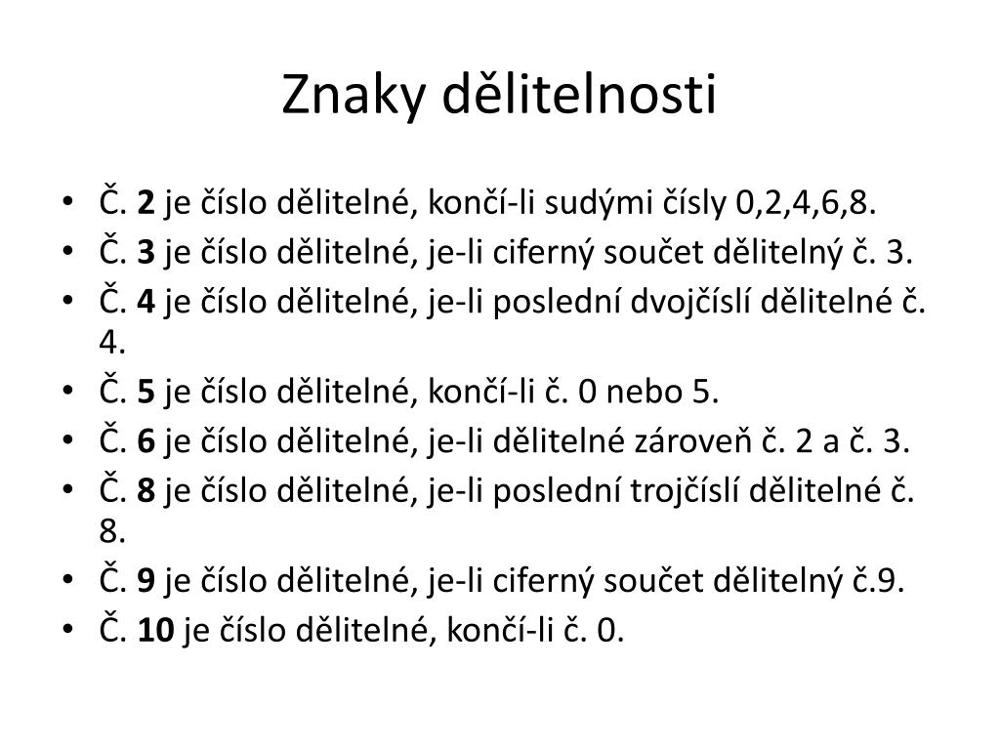 Znaky dělitelnosti
• Č. 2 je číslo dělitelné, končí-li sudými čísly 0,2,4,6,8.
• Č. 3 je číslo dělitelné, je-li ciferný součet dělitelný č. 3.
• Č. 4 je číslo dělitelné, je-li poslední dvojčíslí dělitelné č.
4.
• Č. 5 je číslo dělitelné, končí-li č. 0 nebo 5.
• Č. 6 je číslo dělitelné, je-li dělitelné zároveň č. 2 a č. 3.
• Č. 8 je číslo dělitelné, je-li poslední trojčíslí dělitelné č.
8.
• Č. 9 je číslo dělitelné, je-li ciferný součet dělitelný č.9.
• Č. 10 je číslo dělitelné, končí-li č. 0.